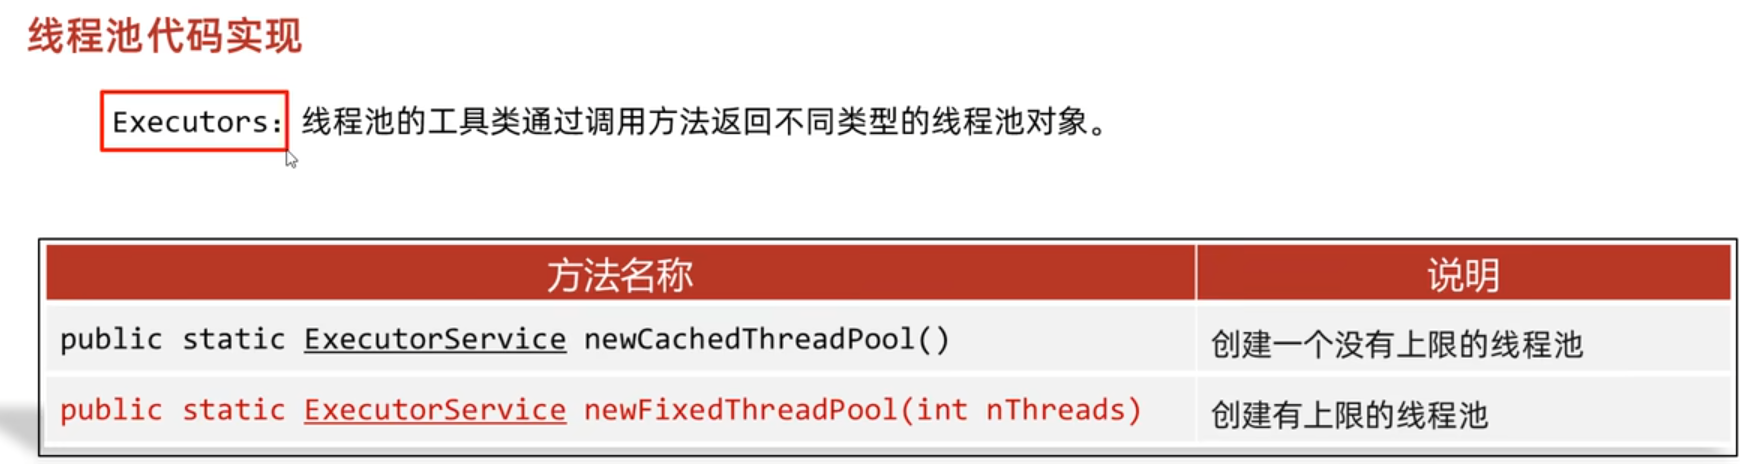 线程池代码实现
Executors：线程池的工具类通过调用方法返回不同类型的线程池对象。
方法名称 说明
public static ExecutorService newCachedThreadPool() 创建一个没有上限的线程池
public static ExecutorService newFixedThreadPool(int nThreads) 创建有上限的线程池